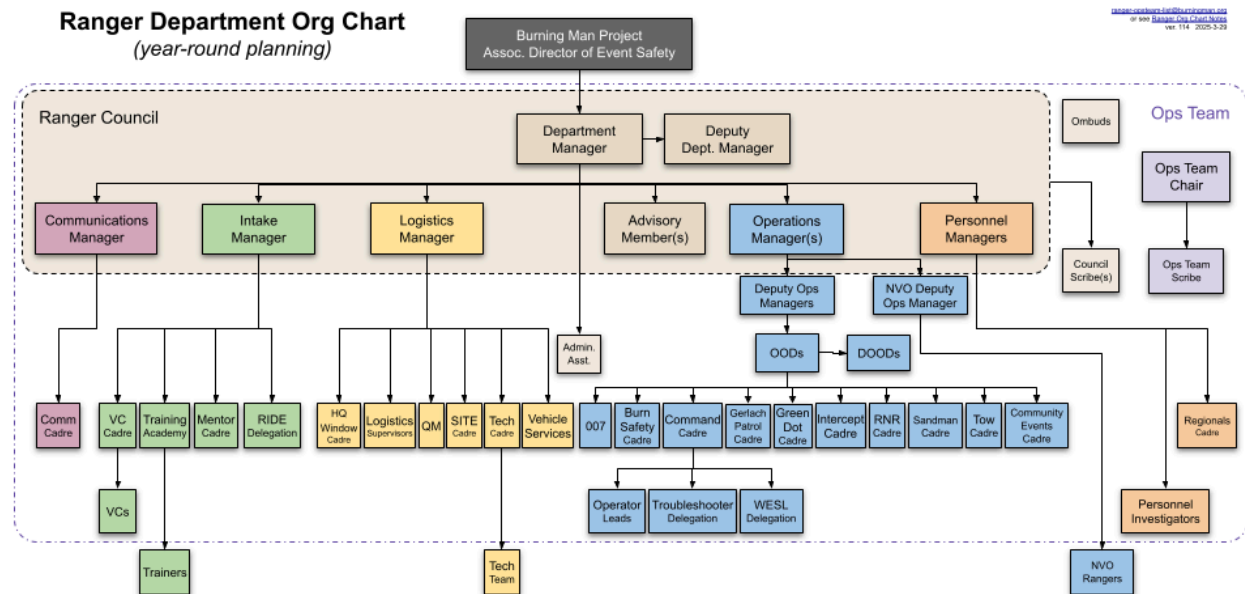 Ranger Department Org Chart
(year-round planning)
ranger-opsteam-list@burningman.org
or see Ranger Org Chart Notes
ver. 114 2025-3-29
Burning Man Project
Assoc. Director of Event Safety
Ranger Council
Ops Team
Department
Manager
Deputy
Dept. Manager
Ombuds
Ops Team
Chair
Communications
Manager
Intake
Manager
Logistics
Manager
Advisory
Member(s)
Operations
Manager(s)
Personnel
Managers
Council
Scribe(s)
Ops Team
Scribe
Deputy Ops
Managers
NVO Deputy
Ops Manager
Admin.
Asst.
OODs
DOODs
Comm
Cadre
VC
Cadre
Training
Academy
Mentor
Cadre
RIDE
Delegation
HQ
Window
Cadre
Logistics
Supervisors
QM
SITE
Cadre
Tech
Cadre
Vehicle
Services
007
Burn
Safety
Cadre
Command
Cadre
Gerlach
Patrol
Cadre
Green
Dot
Cadre
Intercept
Cadre
RNR
Cadre
Sandman
Cadre
Tow
Cadre
Community
Events
Cadre
Regionals
Cadre
VCs
Operator
Leads
Troubleshooter
Delegation
WESL
Delegation
Personnel
Investigators
Trainers
Tech
Team
NVO
Rangers